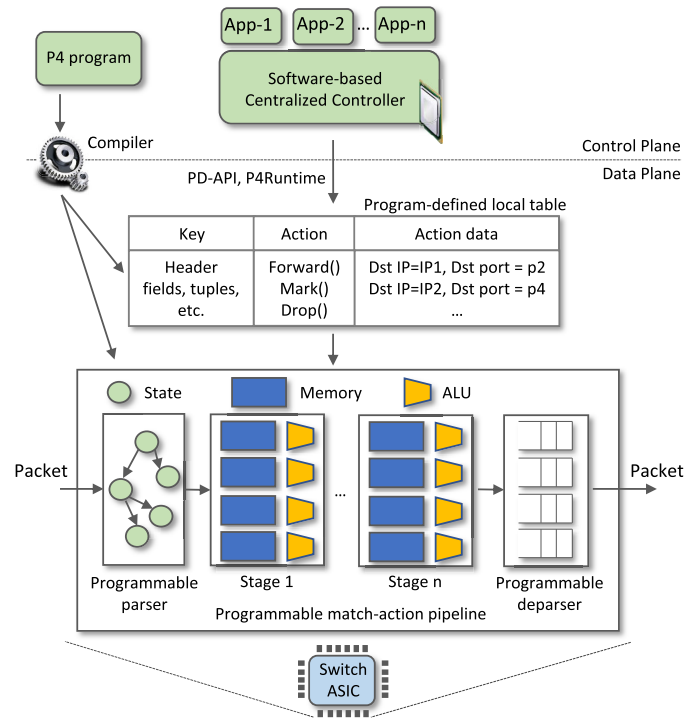 App-1 App-2 ... App-n
P4 program
Software-based
Centralized Controller
Compiler
Control Plane
Data Plane
PD-API, P4Runtime
Program-defined local table
Key Action Action data
Header
fields, tuples,
etc.
Forward()
Mark()
Drop()
Dst IP=IP1, Dst port = p2
Dst IP=IP2, Dst port = p4
...
State Memory ALU
Packet
...
Packet
Programmable
parser
Stage 1
Stage n
Programmable
deparser
Programmable match-action pipeline
Switch
ASIC